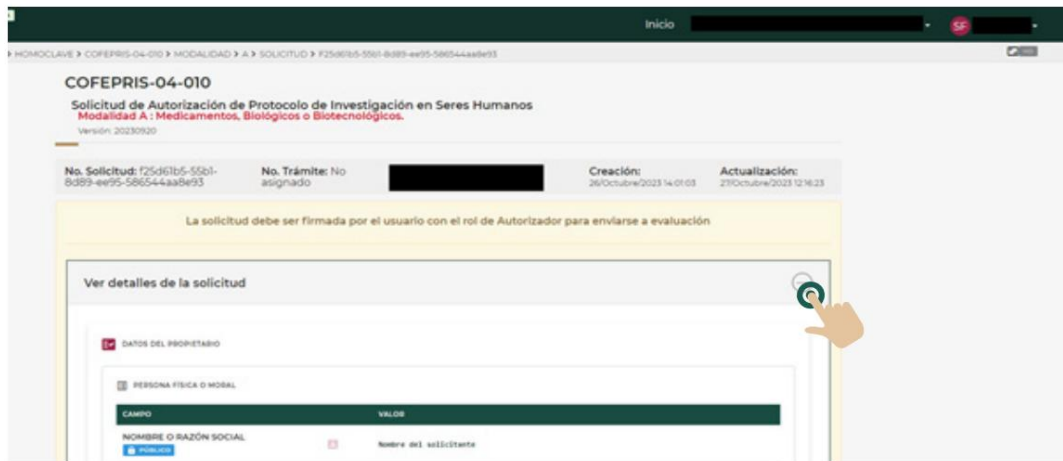 Inicio
SF
HOMOCLAVE > COFEPRIS-04-010 > MODALIDAD > A > SOLICITUD > F25d61b5-55b1-8d89-ee95-586544aa8e93
COFEPRIS-04-010
Solicitud de Autorización de Protocolo de Investigación en Seres Humanos
Modalidad A : Medicamentos, Biológicos o Biotecnológicos.
Versión: 20230920
No. Solicitud: f25d61b5-55b1-
8d89-ee95-586544aa8e93
No. Trámite: No
asignado
Creación:
26/Octubre/2023 14:01:03
Actualización:
27/Octubre/2023 12:16:23
La solicitud debe ser firmada por el usuario con el rol de Autorizador para enviarse a evaluación
Ver detalles de la solicitud
DATOS DEL PROPIETARIO
PERSONA FÍSICA O MORAL
CAMPO VALOR
NOMBRE O RAZÓN SOCIAL
PÚBLICO
Nombre del solicitante